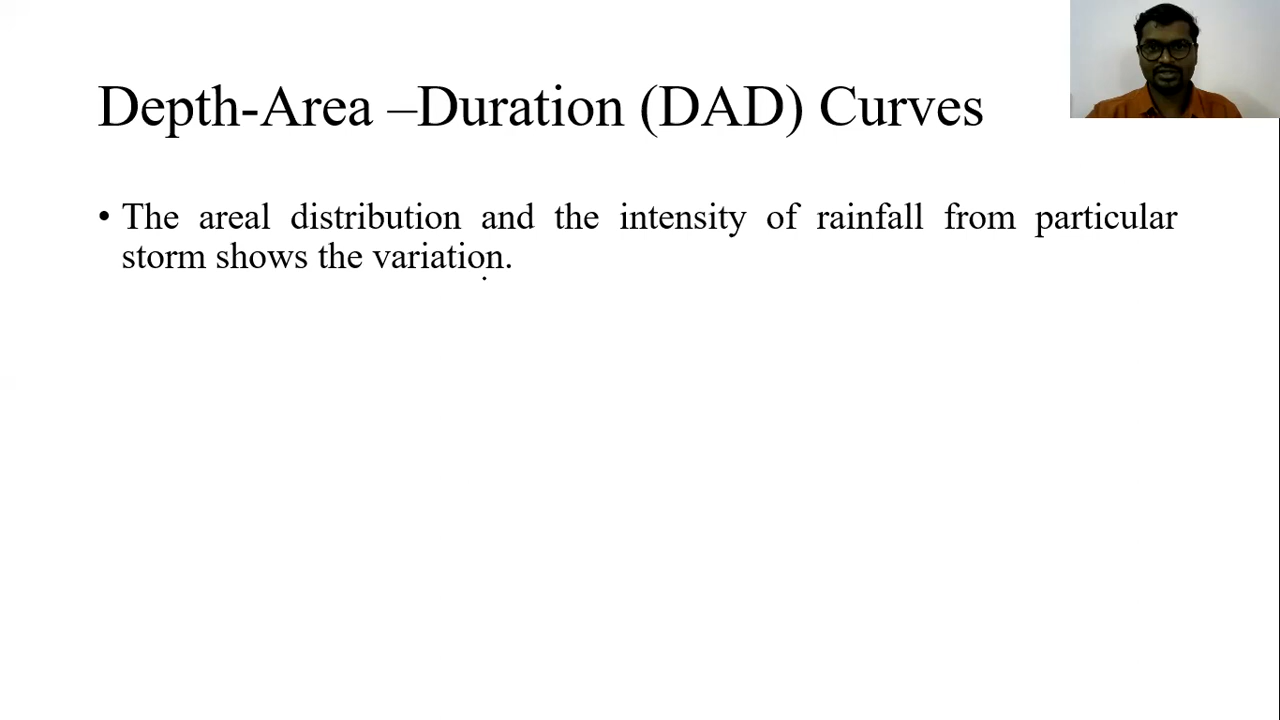 Depth-Area –Duration (DAD) Curves
• The areal distribution and the intensity of rainfall from particular
storm shows the variation.